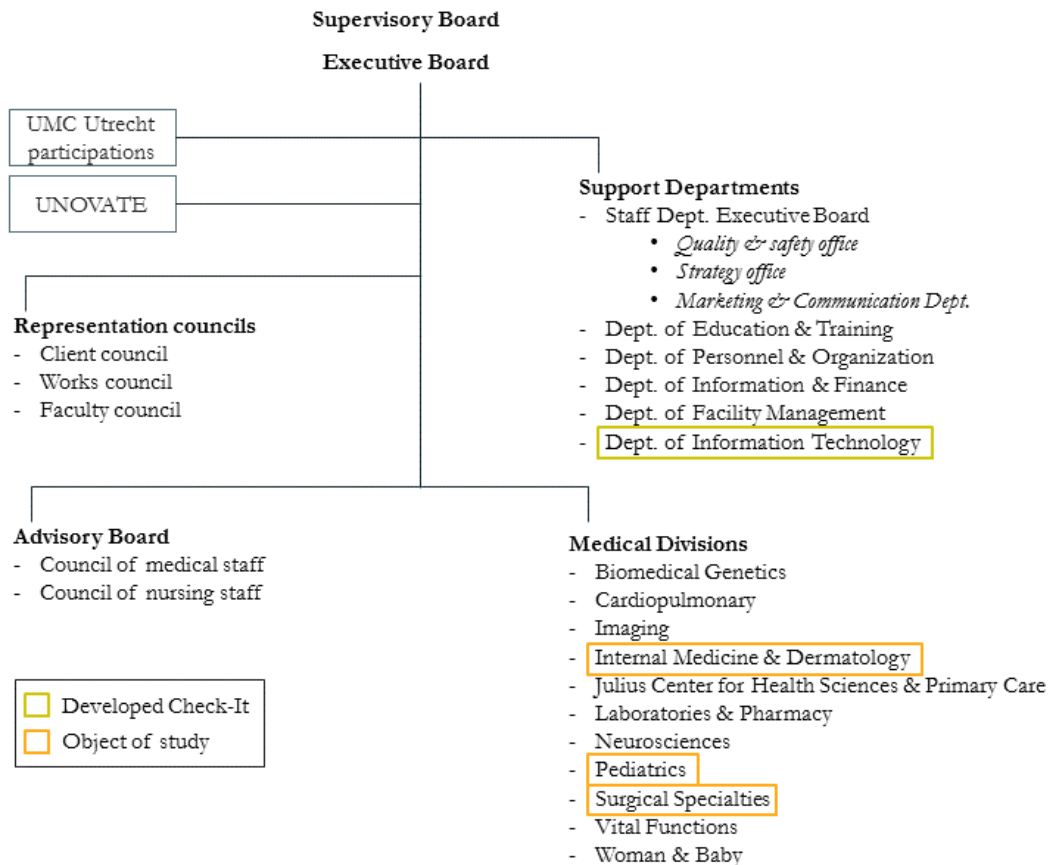 Supervisory Board
Executive Board
UMC Utrecht
participations
UNOVATE
Support Departments
- Staff Dept. Executive Board
• Quality & safety office
• Strategy office
• Marketing & Communication Dept.
- Dept. of Education & Training
- Dept. of Personnel & Organization
- Dept. of Information & Finance
- Dept. of Facility Management
- Dept. of Information Technology
Representation councils
- Client council
- Works council
- Faculty council
Advisory Board
- Council of medical staff
- Council of nursing staff
Medical Divisions
- Biomedical Genetics
- Cardiopulmonary
- Imaging
- Internal Medicine & Dermatology
- Julius Center for Health Sciences & Primary Care
- Laboratories & Pharmacy
- Neurosciences
- Pediatrics
- Surgical Specialties
- Vital Functions
- Woman & Baby
Developed Check-It
Object of study